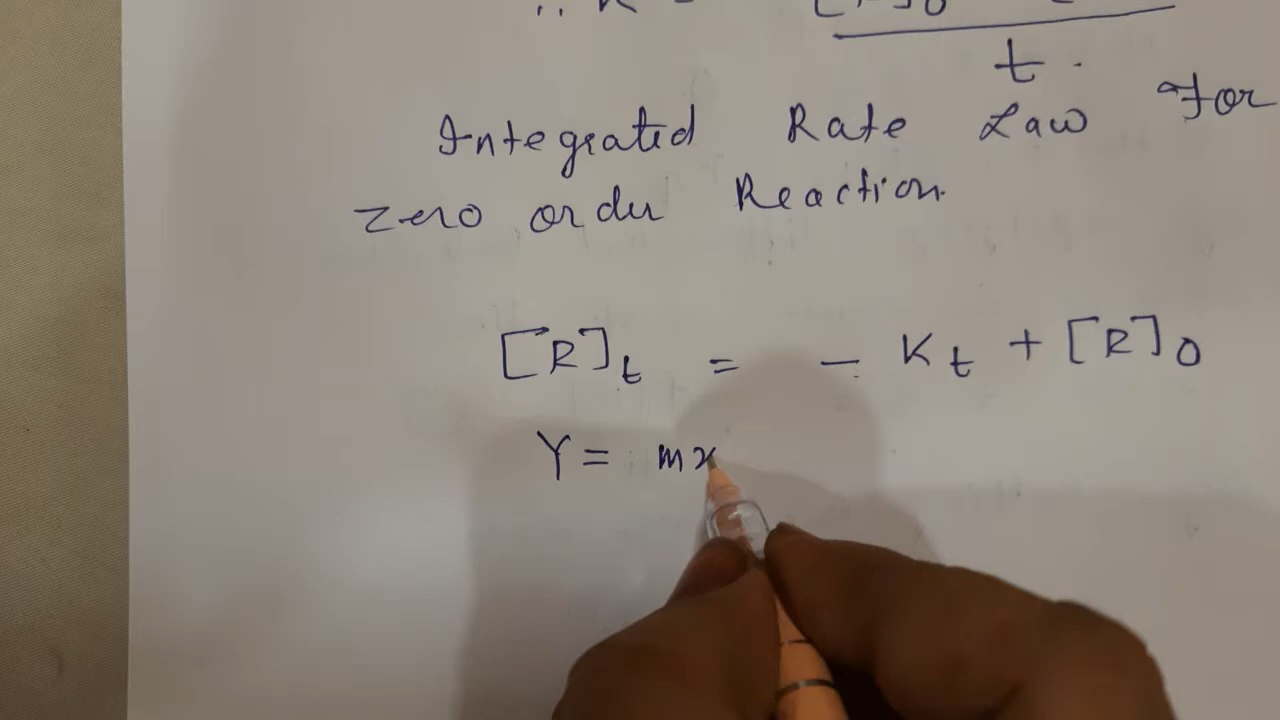 t.
Integrated Rate Law For
zero order Reaction.
[R]t = - Kt + [R]0
Y = mx